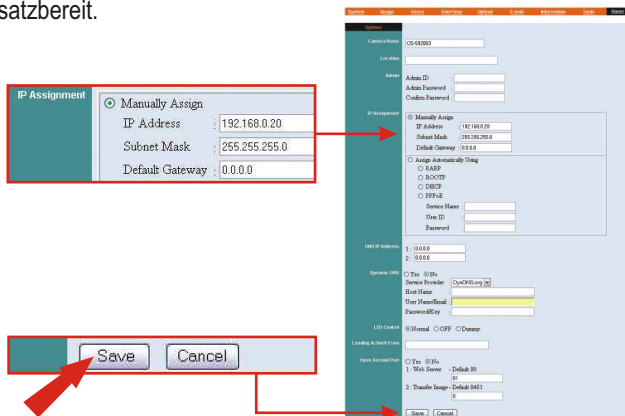 satzbereit.
IP Assignment
Manually Assign
IP Address : 192.168.0.20
Subnet Mask : 255.255.255.0
Default Gateway : 0.0.0.0
Save Cancel
System Image Users DateTime Upload E-mail Information Tools Home
System
Camera Name CS-592003
Location
Admin
Admin ID :
Admin Password :
Confirm Password :
IP Assignment
Manually Assign
IP Address : 192.168.0.20
Subnet Mask : 255.255.255.0
Default Gateway : 0.0.0.0
Assign Automatically Using
RARP
BOOTP
DHCP
PPPoE
Service Name :
User ID :
Password :
DNS IP Address
1 : 0.0.0.0
2 : 0.0.0.0
Dynamic DNS
Yes No
Service Provider : DynDNS.org
Host Name :
User Name/Email :
Password/Key :
LED Control
Normal OFF Dummy
Loading ActiveX From
Open Second Port
Yes No
1 : Web Server - Default 80
81
2 : Transfer Image - Default 8481
0
Save Cancel